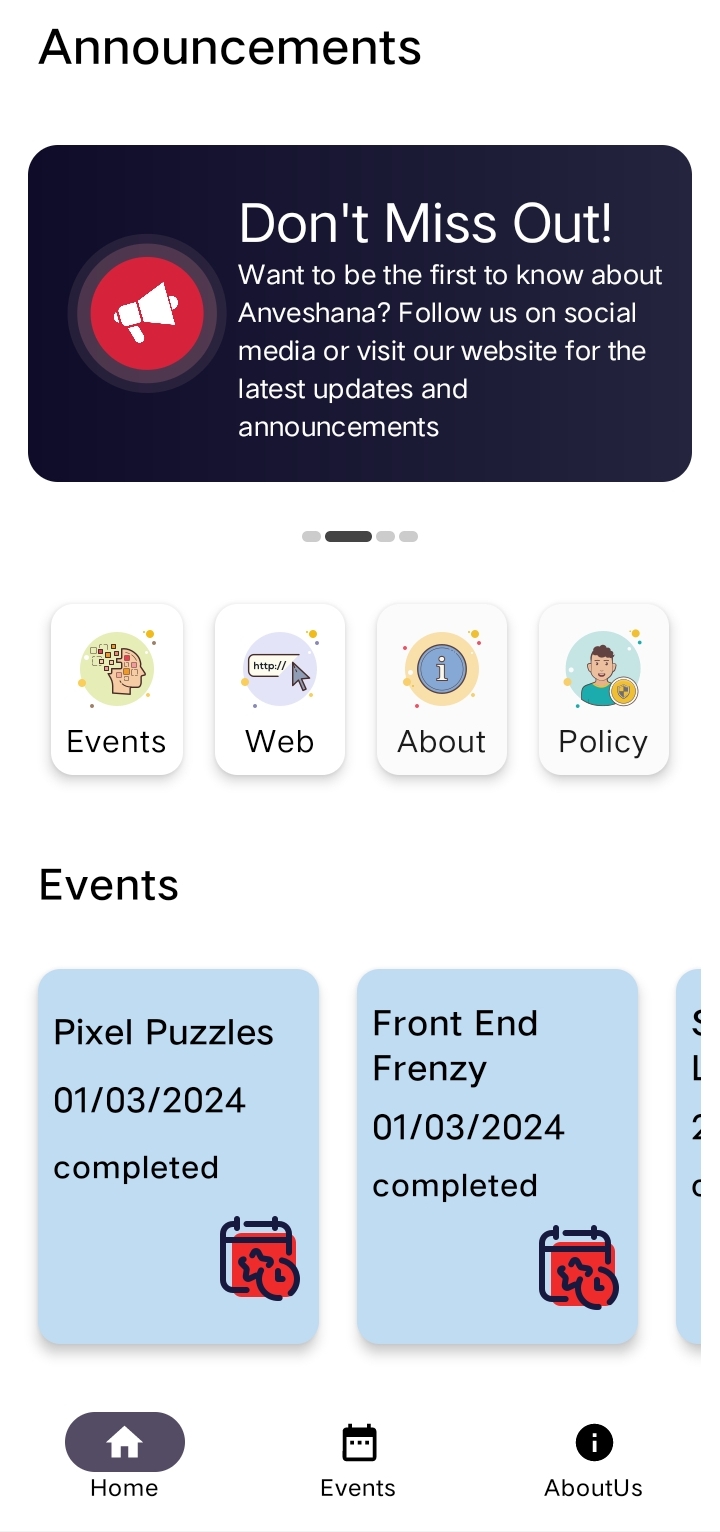 Announcements
Don't Miss Out!
Want to be the first to know about
Anveshana? Follow us on social
media or visit our website for the
latest updates and
announcements
http://
Events
Web
About
Policy
Events
Pixel Puzzles
01/03/2024
completed
Front End
Frenzy
01/03/2024
completed
Home
Events
AboutUs